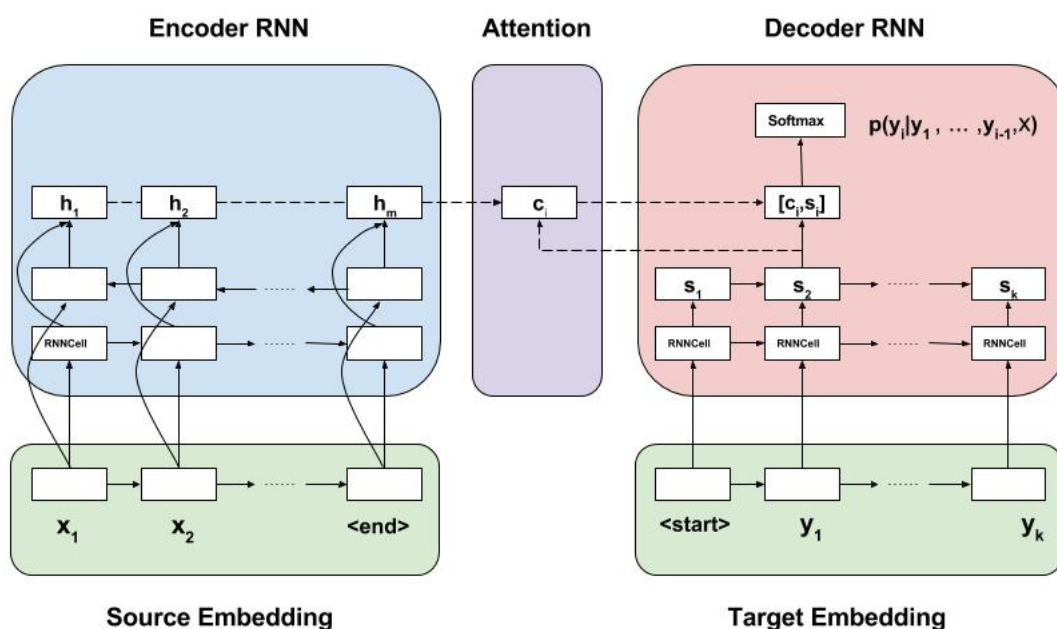 Encoder RNN Attention Decoder RNN
Softmax p(y_i|y_1 , ... ,y_{i-1},x)
h_1 h_2 h_m c_i [c_i,s_i]
s_1 s_2 s_k
RNNCell RNNCell RNNCell RNNCell
x_1 x_2 <end> <start> y_1 y_k
Source Embedding Target Embedding